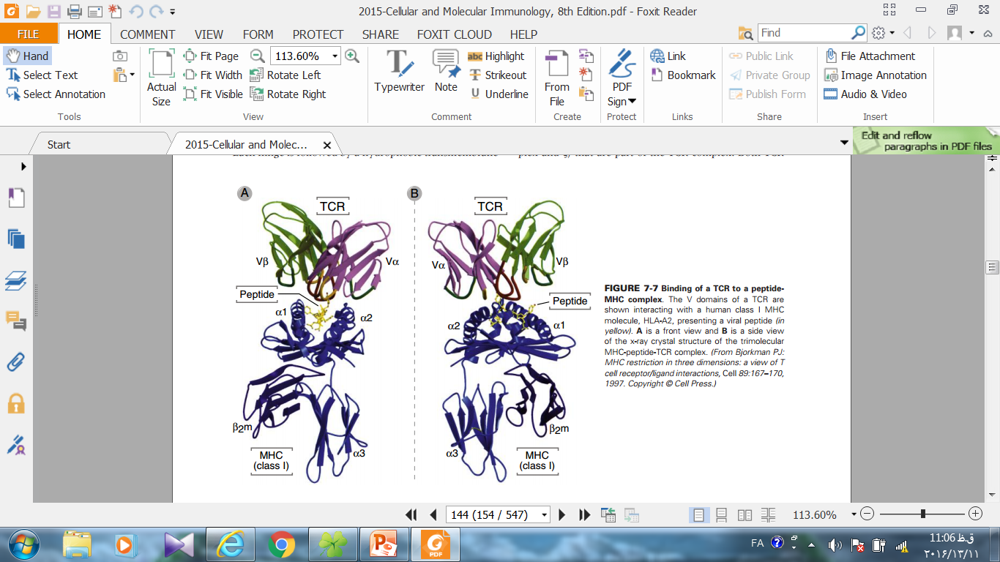 2015-Cellular and Molecular Immunology, 8th Edition.pdf - Foxit Reader
FILE HOME COMMENT VIEW FORM PROTECT SHARE FOXIT CLOUD HELP Find
Hand
Select Text
Select Annotation
Tools
Actual
Size
Fit Page
Fit Width
Fit Visible
113.60%
Rotate Left
Rotate Right
View
Typewriter
Note
Highlight
Strikeout
Underline
Comment
From
File
Create
PDF
Sign
Protect
Link
Bookmark
Links
Public Link
Private Group
Publish Form
Share
File Attachment
Image Annotation
Audio & Video
Insert
Start
2015-Cellular and Molec...
Edit and reflow
paragraphs in PDF files
A
TCR
Vβ
Vα
Peptide
α1
α2
β2m
MHC
(class I)
α3
B
TCR
Vα
Vβ
Peptide
α2
α1
β2m
α3
MHC
(class I)
FIGURE 7-7 Binding of a TCR to a peptide-
MHC complex. The V domains of a TCR are
shown interacting with a human class I MHC
molecule, HLA-A2, presenting a viral peptide (in
yellow). A is a front view and B is a side view
of the x-ray crystal structure of the trimolecular
MHC-peptide-TCR complex. (From Bjorkman PJ:
MHC restriction in three dimensions: a view of T
cell receptor/ligand interactions, Cell 89:167–170,
1997. Copyright © Cell Press.)
144 (154 / 547)
113.60%
FA
11:06 ق.ظ
۲۰۱۶/۱۳/۱۱